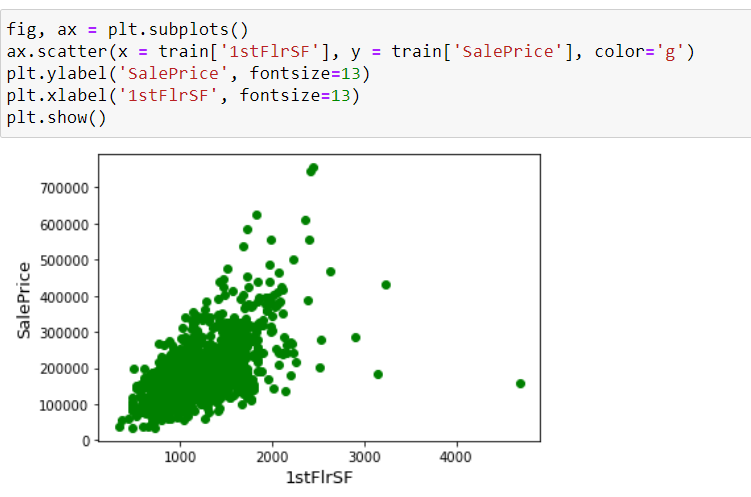 fig, ax = plt.subplots()
ax.scatter(x = train['1stFlrSF'], y = train['SalePrice'], color='g')
plt.ylabel('SalePrice', fontsize=13)
plt.xlabel('1stFlrSF', fontsize=13)
plt.show()
700000
600000
500000
400000
300000
200000
100000
0
SalePrice
1000 2000 3000 4000
1stFlrSF